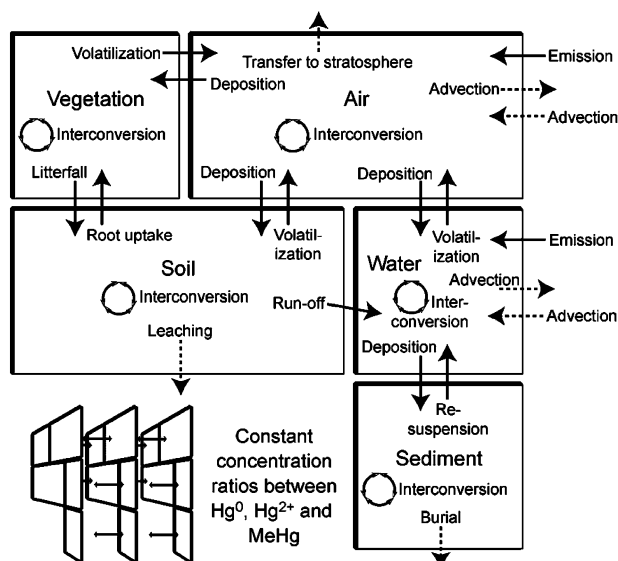 Volatilization
Transfer to stratosphere
Emission
Deposition
Advection
Vegetation
Air
Advection
Interconversion
Interconversion
Litterfall
Deposition
Deposition
Root uptake
Volatil-
ization
Volatil-
ization
Emission
Soil
Water
Advection
Interconversion
Inter-
conversion
Run-off
Advection
Leaching
Deposition
Re-
suspension
Constant
concentration
ratios between
Hg⁰, Hg²⁺ and
MeHg
Sediment
Interconversion
Burial